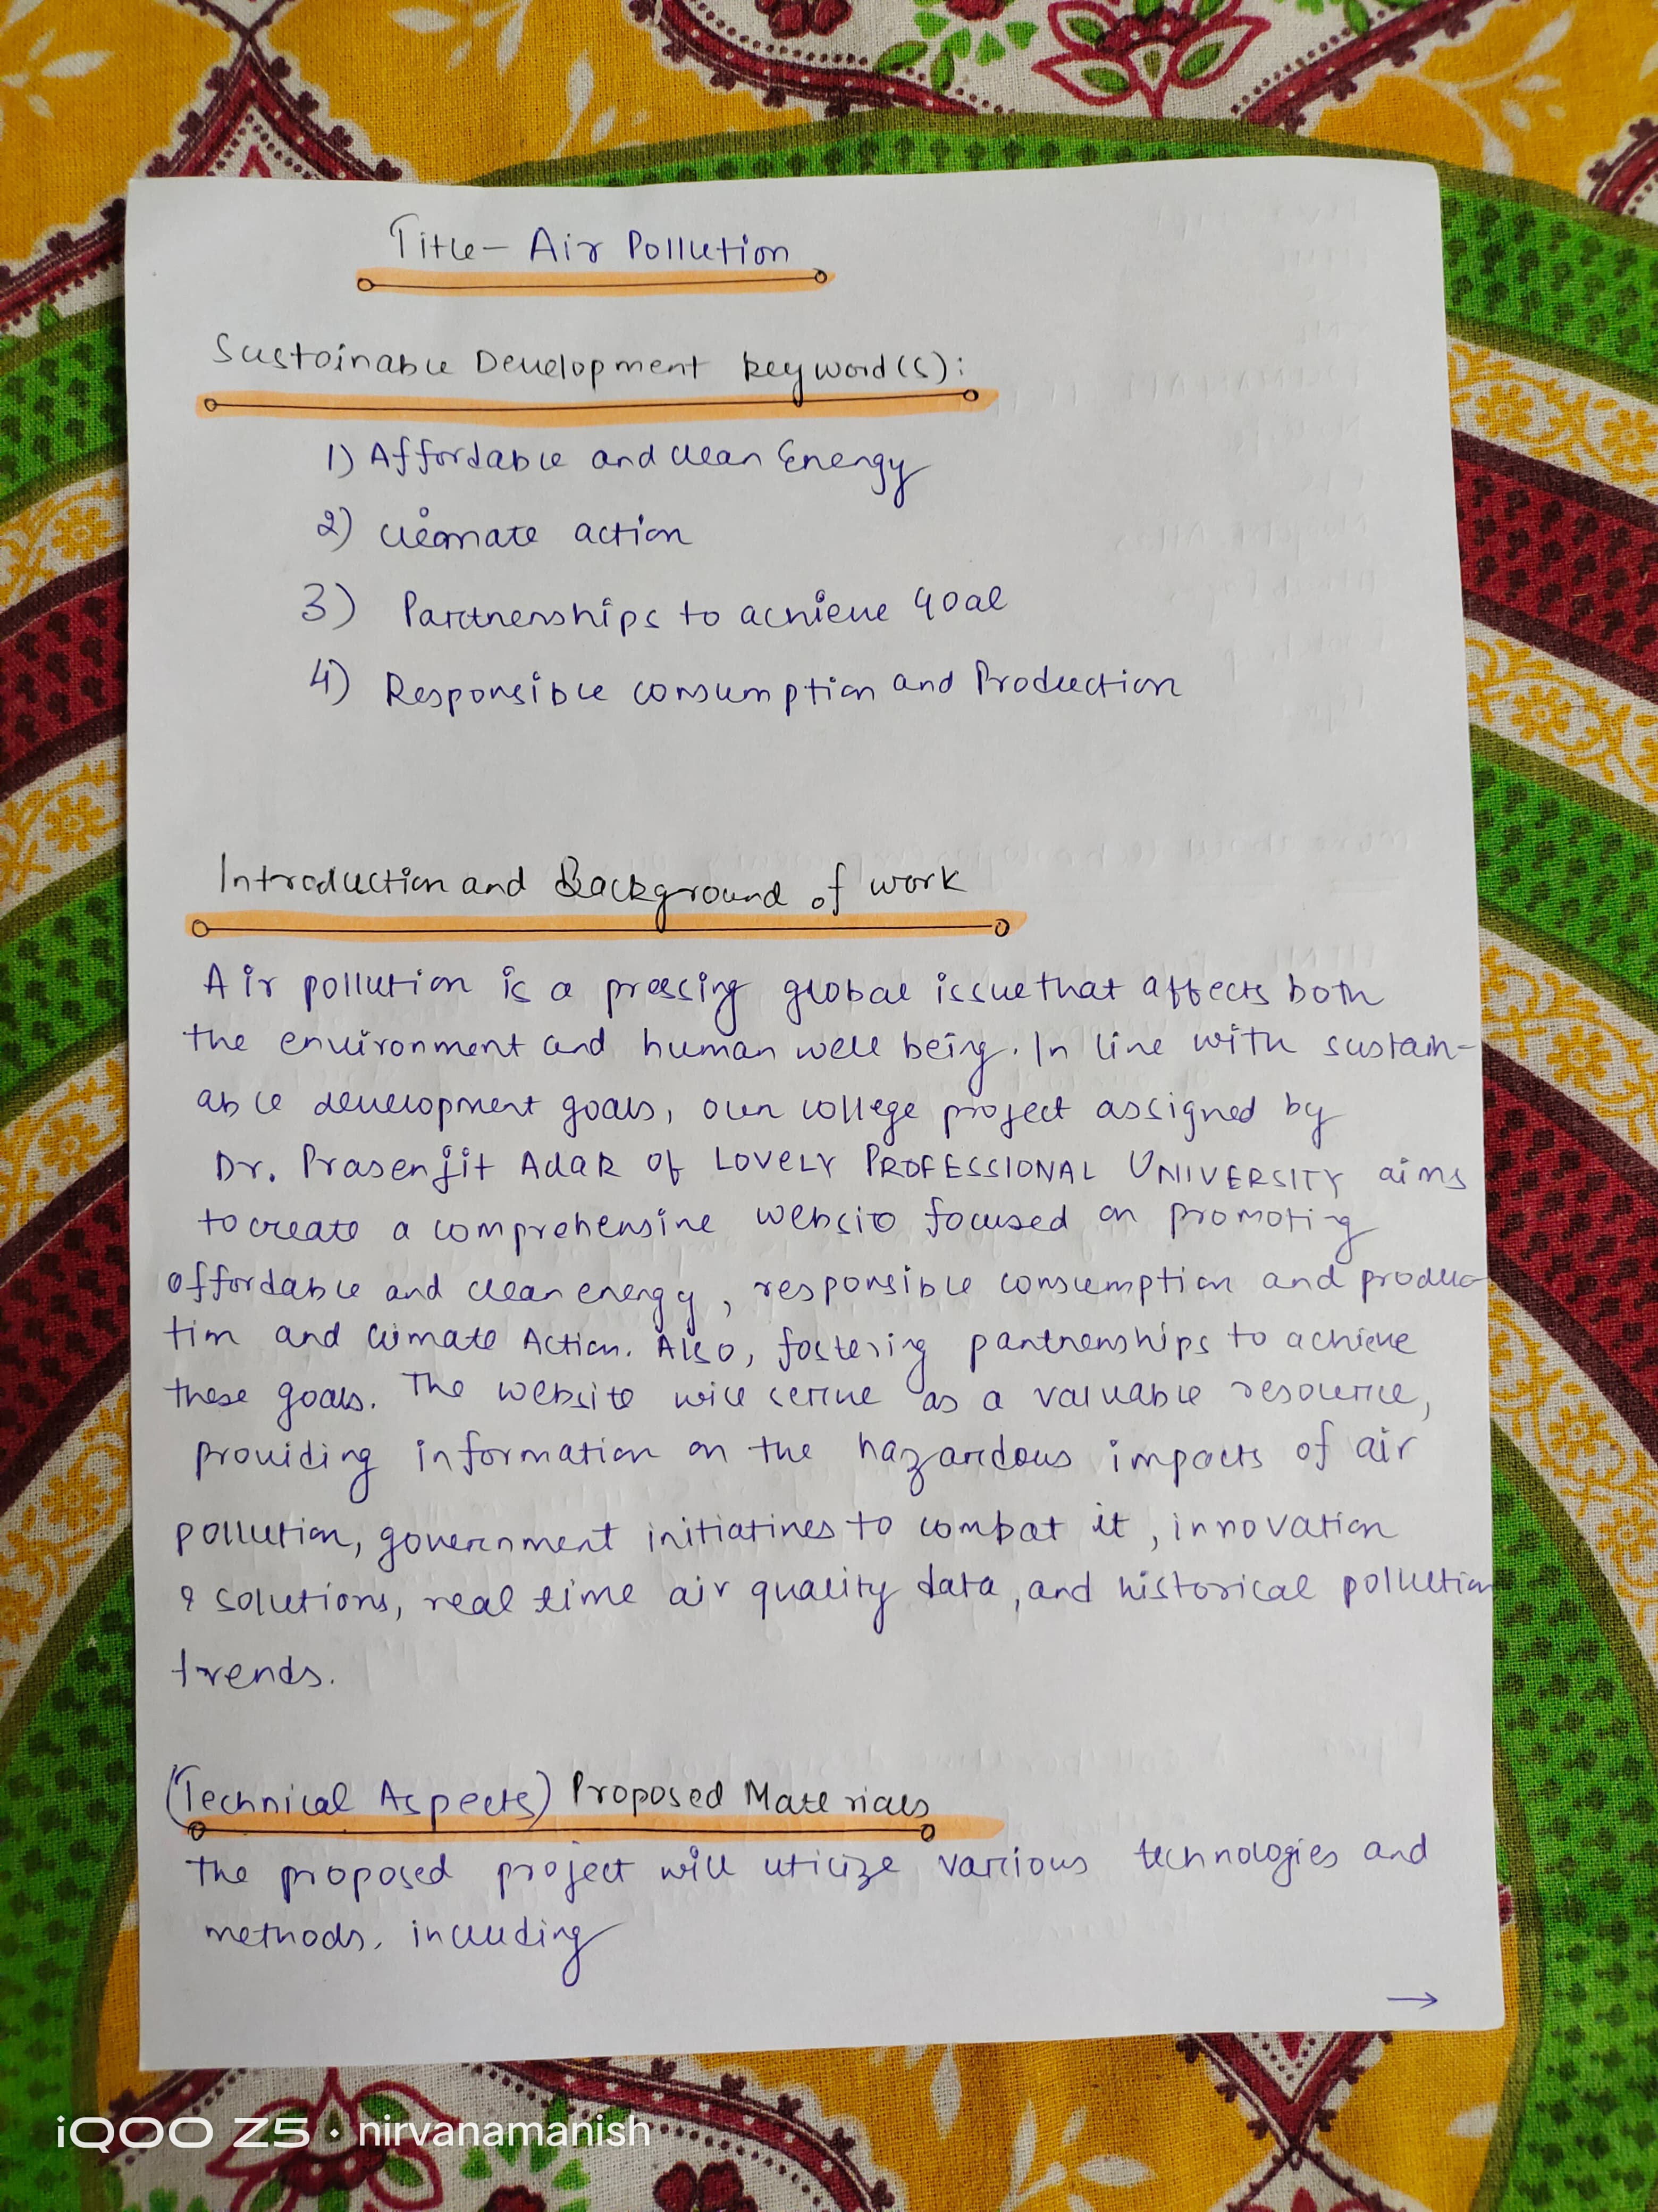 Title - Air Pollution
Sustainable Development keyword(s):
1) Affordable and clean Energy
2) climate action
3) Partnerships to achieve goal
4) Responsible consumption and Production
Introduction and Background of work
Air pollution is a pressing global issue that affects both
the environment and human well being. In line with sustain-
able development goals, our college project assigned by
Dr. Prasenjit Adak of LOVELY PROFESSIONAL UNIVERSITY aims
to create a comprehensive website focused on promoting
affordable and clean energy, responsible consumption and produc
tion and climate Action. Also, fostering partnerships to achieve
these goals. The website will serve as a valuable resource,
providing information on the hazardous impacts of air
pollution, government initiatives to combat it, innovation
& solutions, real time air quality data, and historical pollution
trends.
(Technical Aspects) Proposed Materials
The proposed project will utilize various technologies and
methods, including
→
iQOO Z5 · nirvanamanish